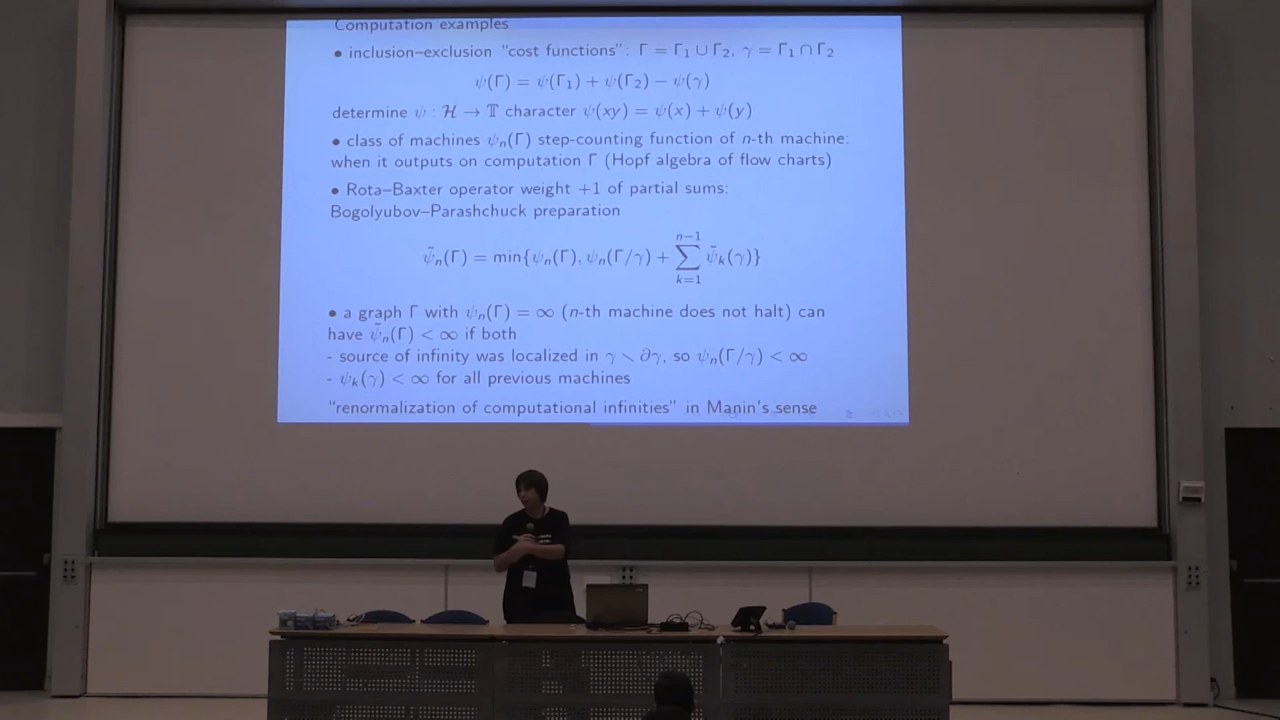 Computation examples
• inclusion–exclusion "cost functions": Γ = Γ₁ ∪ Γ₂, γ = Γ₁ ∩ Γ₂
ψ(Γ) = ψ(Γ₁) + ψ(Γ₂) − ψ(γ)
determine ψ : ℋ → 𝕋 character ψ(xy) = ψ(x) + ψ(y)
• class of machines ψₙ(Γ) step-counting function of n-th machine:
when it outputs on computation Γ (Hopf algebra of flow charts)
• Rota–Baxter operator weight +1 of partial sums:
Bogolyubov–Parashchuck preparation
ψ̃ₙ(Γ) = min{ψₙ(Γ), ψₙ(Γ/γ) + ∑_{k=1}^{n−1} ψ̃ₖ(γ)}
• a graph Γ with ψₙ(Γ) = ∞ (n-th machine does not halt) can
have ψ̃ₙ(Γ) < ∞ if both
- source of infinity was localized in γ ∖ ∂γ, so ψₙ(Γ/γ) < ∞
- ψₖ(γ) < ∞ for all previous machines
"renormalization of computational infinities" in Manin's sense